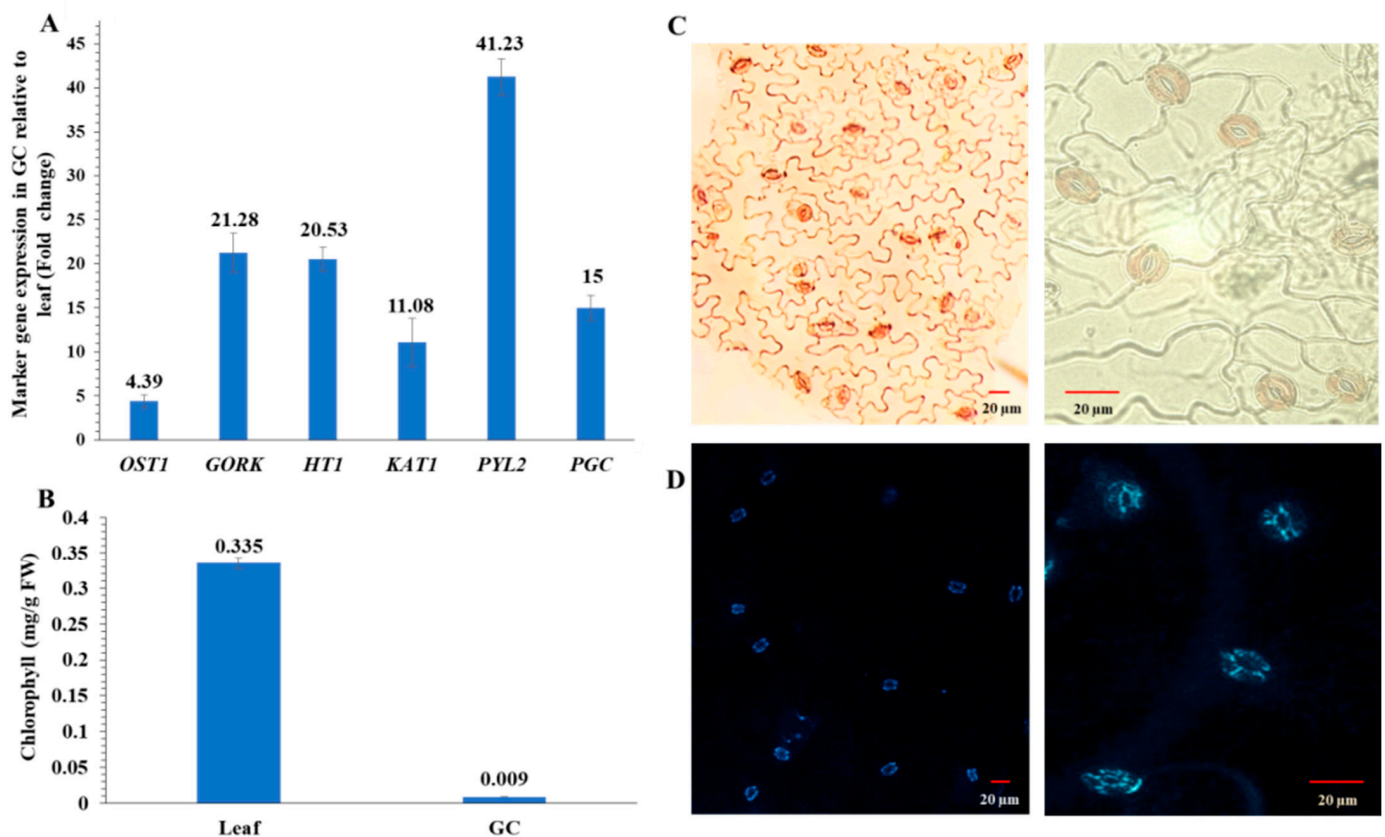 A
Marker gene expression in GC relative to
leaf (Fold change)
45
40
35
30
25
20
15
10
5
0
4.39
21.28
20.53
11.08
41.23
15
OST1 GORK HT1 KAT1 PYL2 PGC
B
Chlorophyll (mg/g FW)
0.4
0.35
0.3
0.25
0.2
0.15
0.1
0.05
0
0.335
0.009
Leaf GC
C
20 µm
20 µm
D
20 µm
20 µm